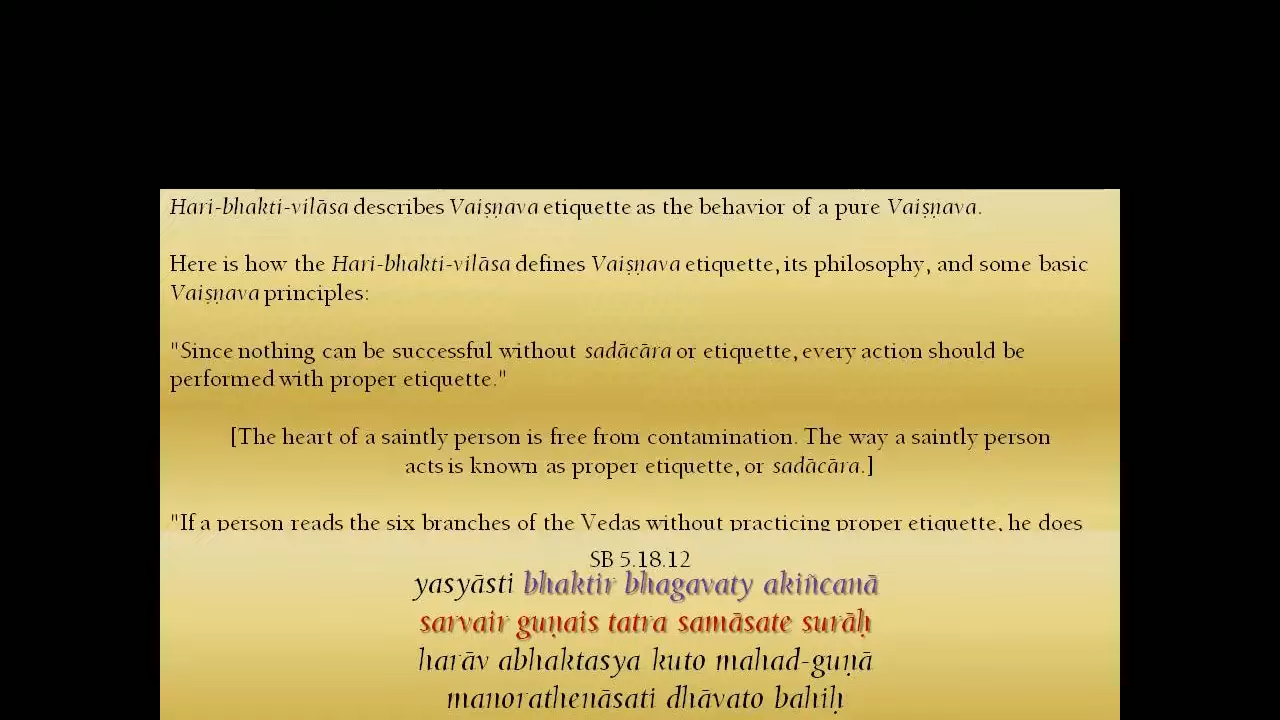 Hari-bhakti-vilāsa describes Vaiṣṇava etiquette as the behavior of a pure Vaiṣṇava.
Here is how the Hari-bhakti-vilāsa defines Vaiṣṇava etiquette, its philosophy, and some basic
Vaiṣṇava principles:
"Since nothing can be successful without sadācāra or etiquette, every action should be
performed with proper etiquette."
[The heart of a saintly person is free from contamination. The way a saintly person
acts is known as proper etiquette, or sadācāra.]
"If a person reads the six branches of the Vedas without practicing proper etiquette, he does
SB 5.18.12
yasyāsti bhaktir bhagavaty akiñcanā
sarvair guṇais tatra samāsate surāḥ
harāv abhaktasya kuto mahad-guṇā
manorathenāsati dhāvato bahiḥ